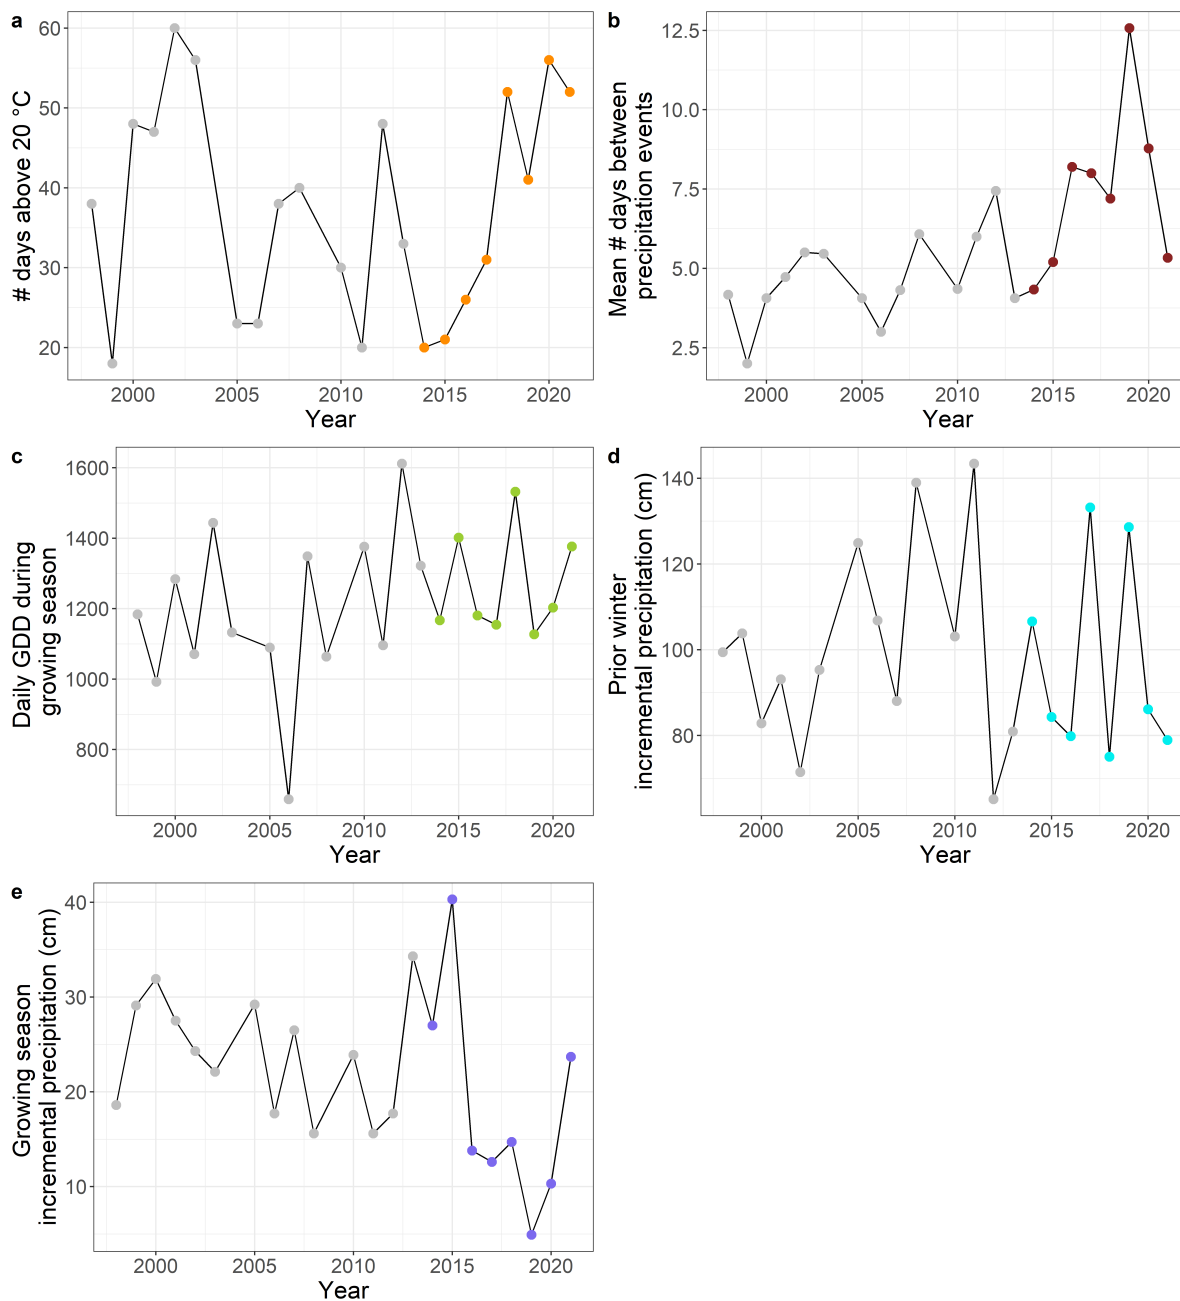 a
# days above 20 °C
60
50
40
30
20
2000 2005 2010 2015 2020
Year
b
Mean # days between
precipitation events
12.5
10.0
7.5
5.0
2.5
2000 2005 2010 2015 2020
Year
c
Daily GDD during
growing season
1600
1400
1200
1000
800
2000 2005 2010 2015 2020
Year
d
Prior winter
incremental precipitation (cm)
140
120
100
80
2000 2005 2010 2015 2020
Year
e
Growing season
incremental precipitation (cm)
40
30
20
10
2000 2005 2010 2015 2020
Year